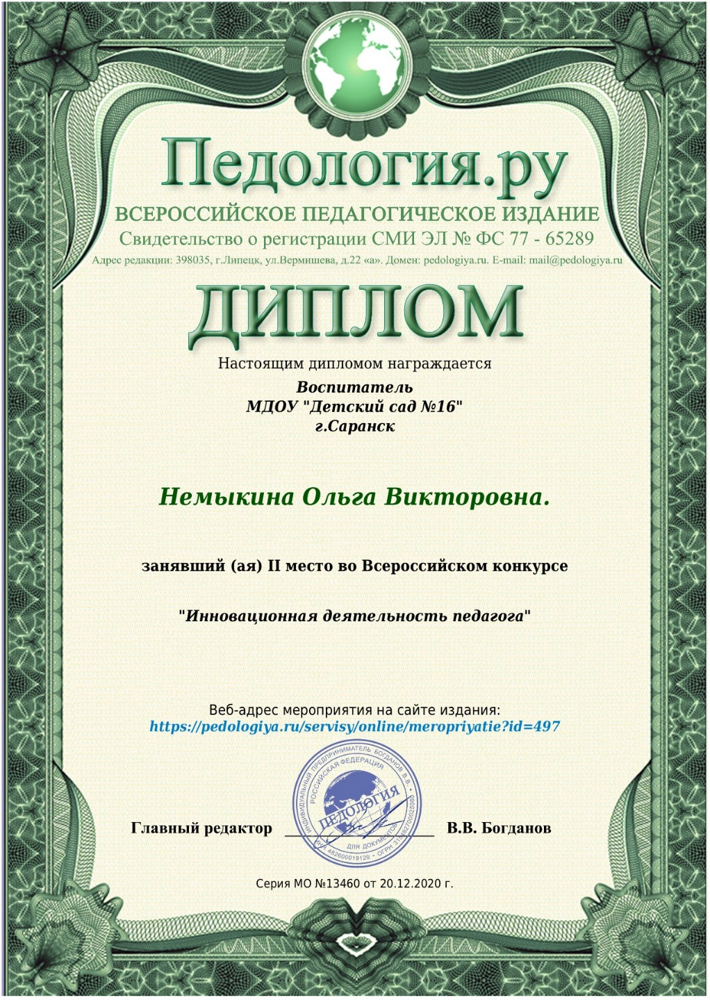 Педология.ру
ВСЕРОССИЙСКОЕ ПЕДАГОГИЧЕСКОЕ ИЗДАНИЕ
Свидетельство о регистрации СМИ ЭЛ № ФС 77 - 65289
Адрес редакции: 398035, г.Липецк, ул.Вермишева, д.22 «а». Домен: pedologiya.ru. E-mail: mail@pedologiya.ru
ДИПЛОМ
Настоящим дипломом награждается
Воспитатель
МДОУ "Детский сад №16"
г.Саранск
Немыкина Ольга Викторовна.
занявший (ая) II место во Всероссийском конкурсе
"Инновационная деятельность педагога"
Веб-адрес мероприятия на сайте издания:
https://pedologiya.ru/servisy/online/meropriyatie?id=497
ИНДИВИДУАЛЬНЫЙ ПРЕДПРИНИМАТЕЛЬ БОГДАНОВ В.В. •
РОССИЙСКАЯ ФЕДЕРАЦИЯ
ПЕДОЛОГИЯ
ДЛЯ ДОКУМЕНТОВ
ИНН 482600019129 • ОГРН
Главный редактор В.В. Богданов
Серия МО №13460 от 20.12.2020 г.